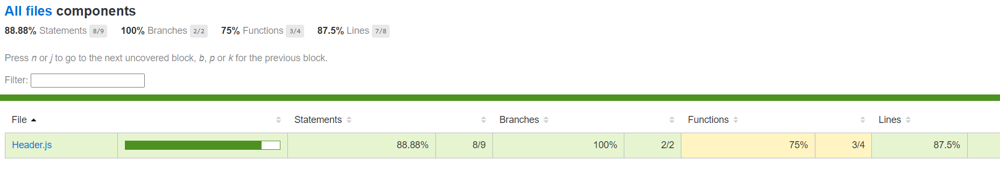 All files components
88.88% Statements 8/9 100% Branches 2/2 75% Functions 3/4 87.5% Lines 7/8
Press n or j to go to the next uncovered block, b, p or k for the previous block.
Filter:
File Statements Branches Functions Lines
Header.js 88.88% 8/9 100% 2/2 75% 3/4 87.5%